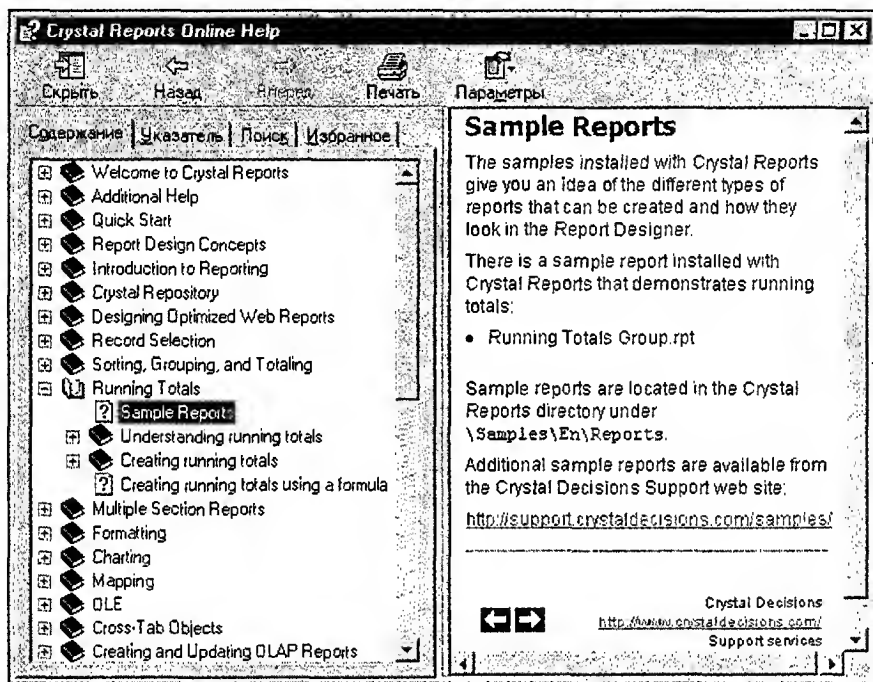 Crystal Reports Online Help
Скрыть Назад Вперед Печать Параметры
Содержание Указатель Поиск Избранное
Welcome to Crystal Reports
Additional Help
Quick Start
Report Design Concepts
Introduction to Reporting
Crystal Repository
Designing Optimized Web Reports
Record Selection
Sorting, Grouping, and Totaling
Running Totals
Sample Reports
Understanding running totals
Creating running totals
Creating running totals using a formula
Multiple Section Reports
Formatting
Charting
Mapping
OLE
Cross-Tab Objects
Creating and Updating OLAP Reports
Sample Reports
The samples installed with Crystal Reports
give you an idea of the different types of
reports that can be created and how they
look in the Report Designer.
There is a sample report installed with
Crystal Reports that demonstrates running
totals:
• Running Totals Group.rpt
Sample reports are located in the Crystal
Reports directory under
\Samples\En\Reports.
Additional sample reports are available from
the Crystal Decisions Support web site:
http://support.crystaldecisions.com/samples/
Crystal Decisions
http://www.crystaldecisions.com/
Support services